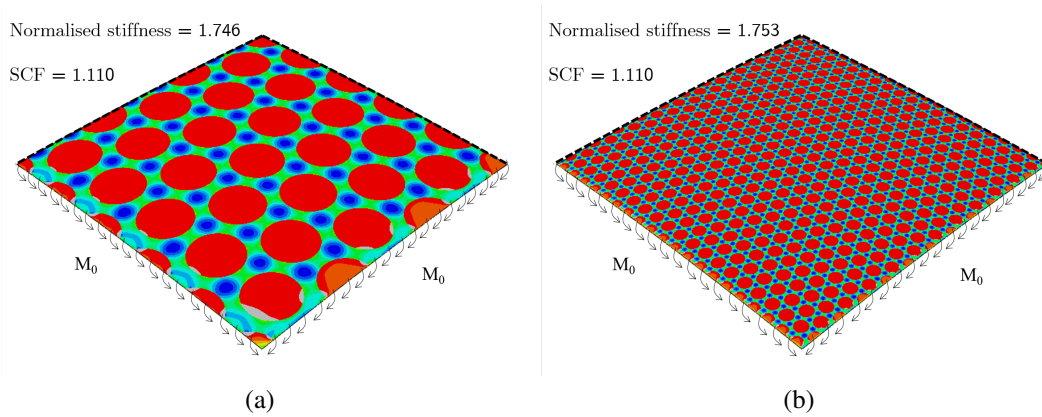 Normalised stiffness = 1.746
SCF = 1.110
M₀
M₀
(a)
Normalised stiffness = 1.753
SCF = 1.110
M₀
M₀
(b)